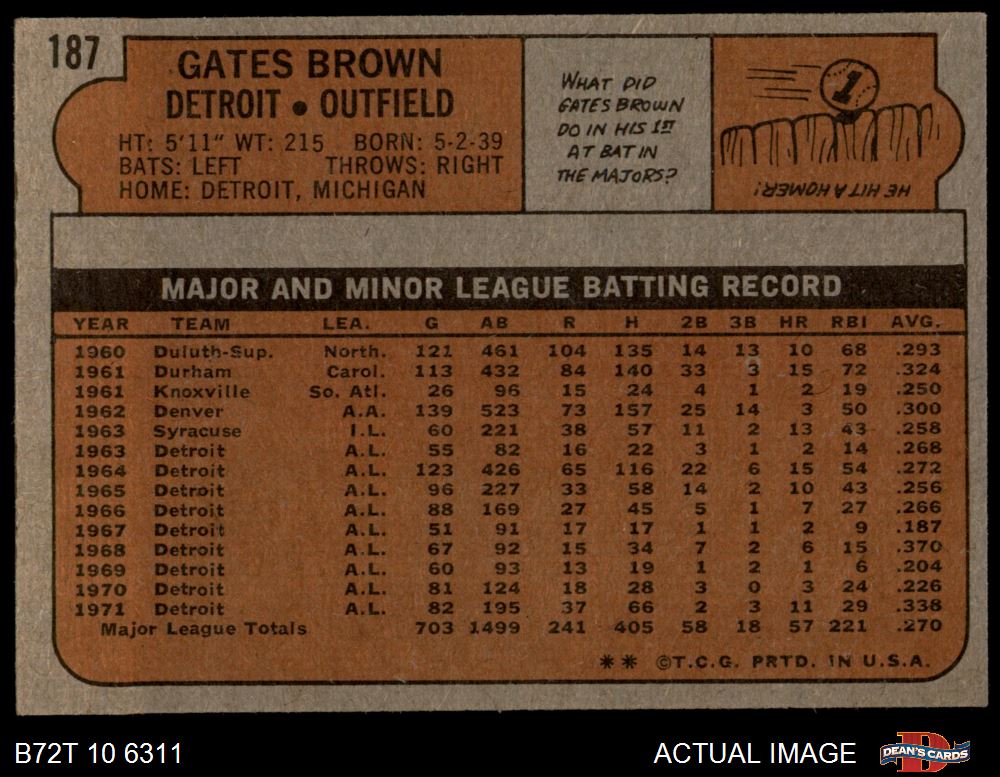 187
GATES BROWN
DETROIT • OUTFIELD
HT: 5'11" WT: 215 BORN: 5-2-39
BATS: LEFT THROWS: RIGHT
HOME: DETROIT, MICHIGAN
WHAT DID
GATES BROWN
DO IN HIS 1ST
AT BAT IN
THE MAJORS?
1
HE HIT A HOMER!
MAJOR AND MINOR LEAGUE BATTING RECORD
YEAR TEAM LEA. G AB R H 2B 3B HR RBI AVG.
1960 Duluth-Sup. North. 121 461 104 135 14 13 10 68 .293
1961 Durham Carol. 113 432 84 140 33 3 15 72 .324
1961 Knoxville So. Atl. 26 96 15 24 4 1 2 19 .250
1962 Denver A.A. 139 523 73 157 25 14 3 50 .300
1963 Syracuse I.L. 60 221 38 57 11 2 13 43 .258
1963 Detroit A.L. 55 82 16 22 3 1 2 14 .268
1964 Detroit A.L. 123 426 65 116 22 6 15 54 .272
1965 Detroit A.L. 96 227 33 58 14 2 10 43 .256
1966 Detroit A.L. 88 169 27 45 5 1 7 27 .266
1967 Detroit A.L. 51 91 17 17 1 1 2 9 .187
1968 Detroit A.L. 67 92 15 34 7 2 6 15 .370
1969 Detroit A.L. 60 93 13 19 1 2 1 6 .204
1970 Detroit A.L. 81 124 18 28 3 0 3 24 .226
1971 Detroit A.L. 82 195 37 66 2 3 11 29 .338
Major League Totals 703 1499 241 405 58 18 57 221 .270
** ©T.C.G. PRTD. IN U.S.A.
B72T 10 6311
ACTUAL IMAGE
DEAN'S CARDS